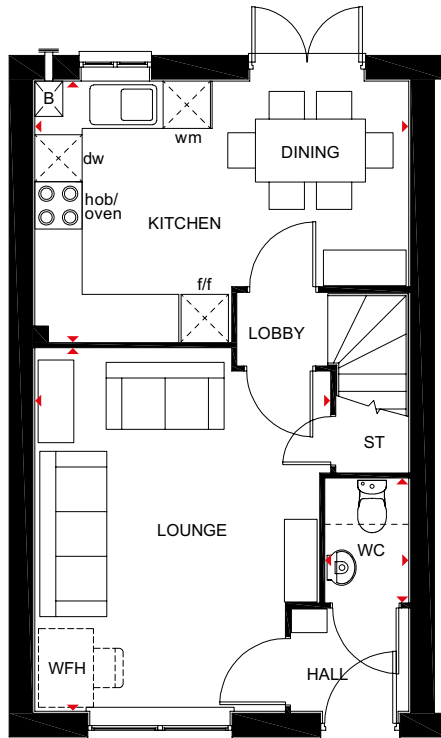 B
wm
DINING
dw
hob/
oven
KITCHEN
f/f
LOBBY
ST
LOUNGE
WC
WFH
HALL